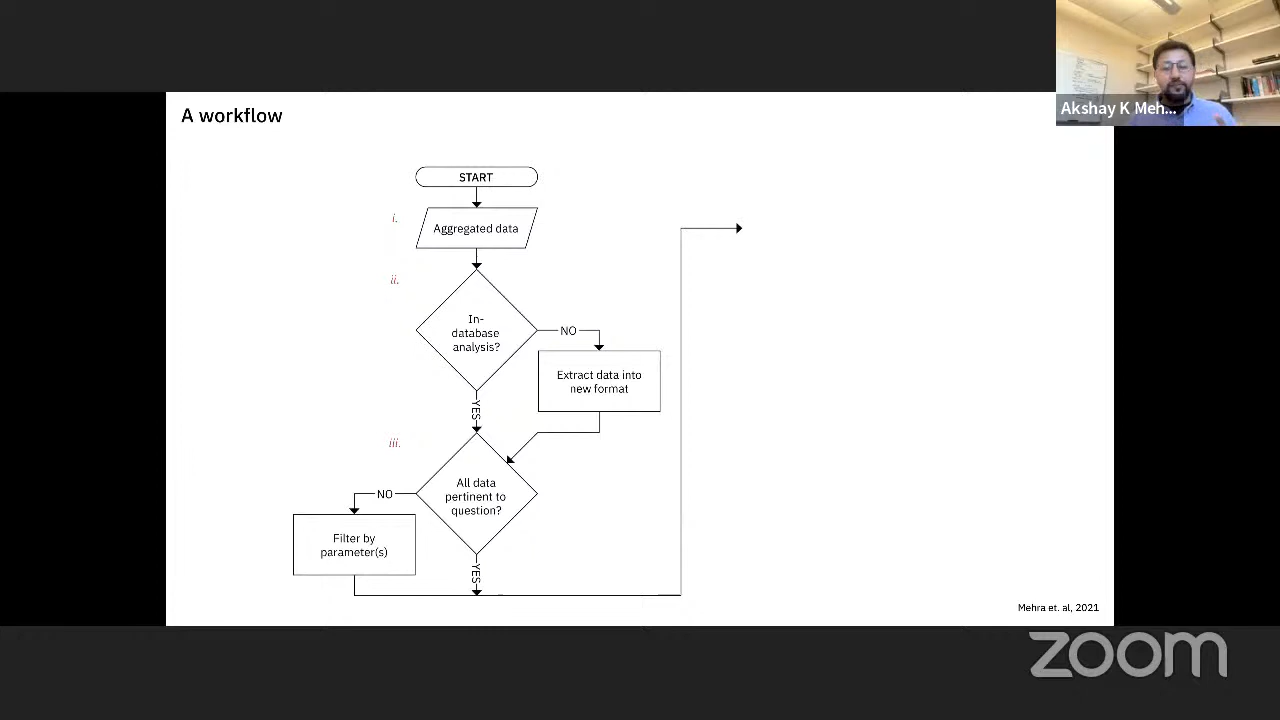 A workflow
Akshay K Meh...
START
i.
Aggregated data
ii.
In-
database
analysis?
NO
Extract data into
new format
YES
iii.
All data
pertinent to
question?
NO
Filter by
parameter(s)
YES
Mehra et. al, 2021
zoom